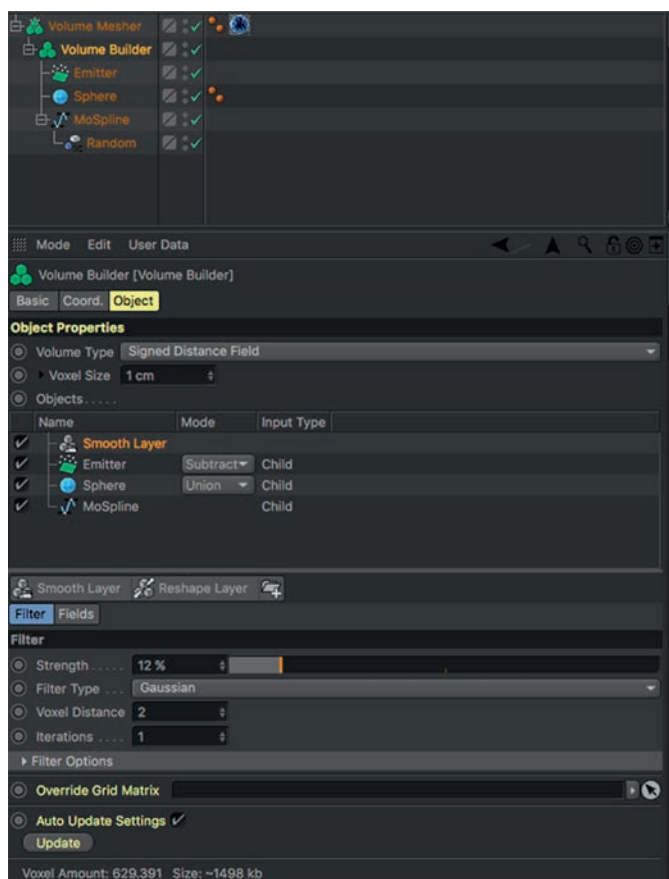 Volume Mesher
Volume Builder
Emitter
Sphere
MoSpline
Random
Mode Edit User Data
Volume Builder [Volume Builder]
Basic Coord. Object
Object Properties
Volume Type Signed Distance Field
Voxel Size 1 cm
Objects.....
Name Mode Input Type
Smooth Layer
Emitter Subtract Child
Sphere Union Child
MoSpline Child
Smooth Layer Reshape Layer
Filter Fields
Filter
Strength..... 12 %
Filter Type ... Gaussian
Voxel Distance 2
Iterations .... 1
Filter Options
Override Grid Matrix
Auto Update Settings
Update
Voxel Amount: 629.391 Size: ~1498 kb